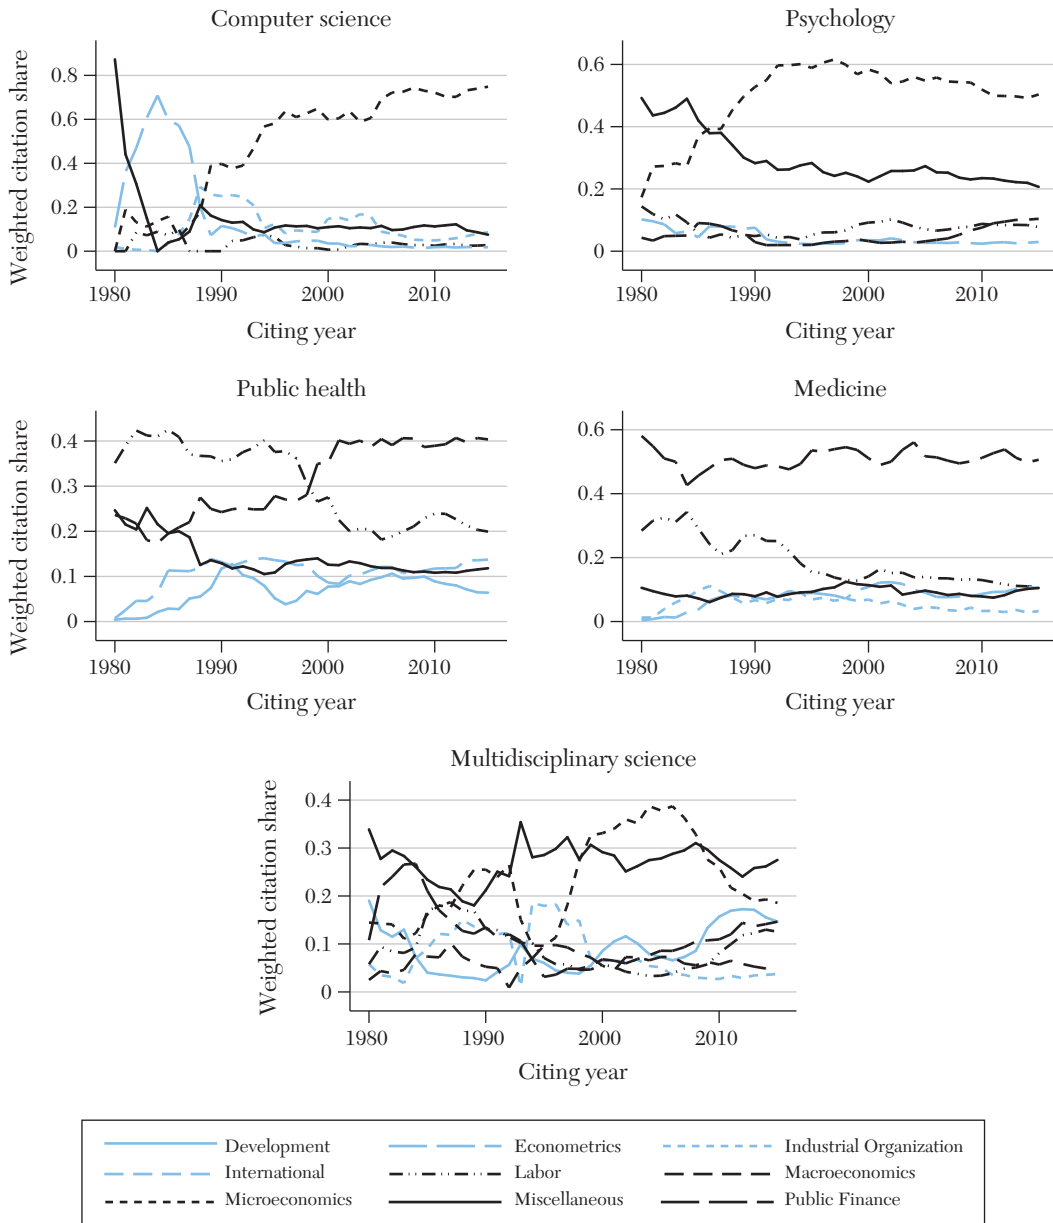 Computer science
Weighted citation share
0.8
0.6
0.4
0.2
0
1980 1990 2000 2010
Citing year
Psychology
0.6
0.4
0.2
0
1980 1990 2000 2010
Citing year
Public health
Weighted citation share
0.4
0.3
0.2
0.1
0
1980 1990 2000 2010
Citing year
Medicine
0.6
0.4
0.2
0
1980 1990 2000 2010
Citing year
Multidisciplinary science
Weighted citation share
0.4
0.3
0.2
0.1
0
1980 1990 2000 2010
Citing year
Development Econometrics Industrial Organization
International Labor Macroeconomics
Microeconomics Miscellaneous Public Finance